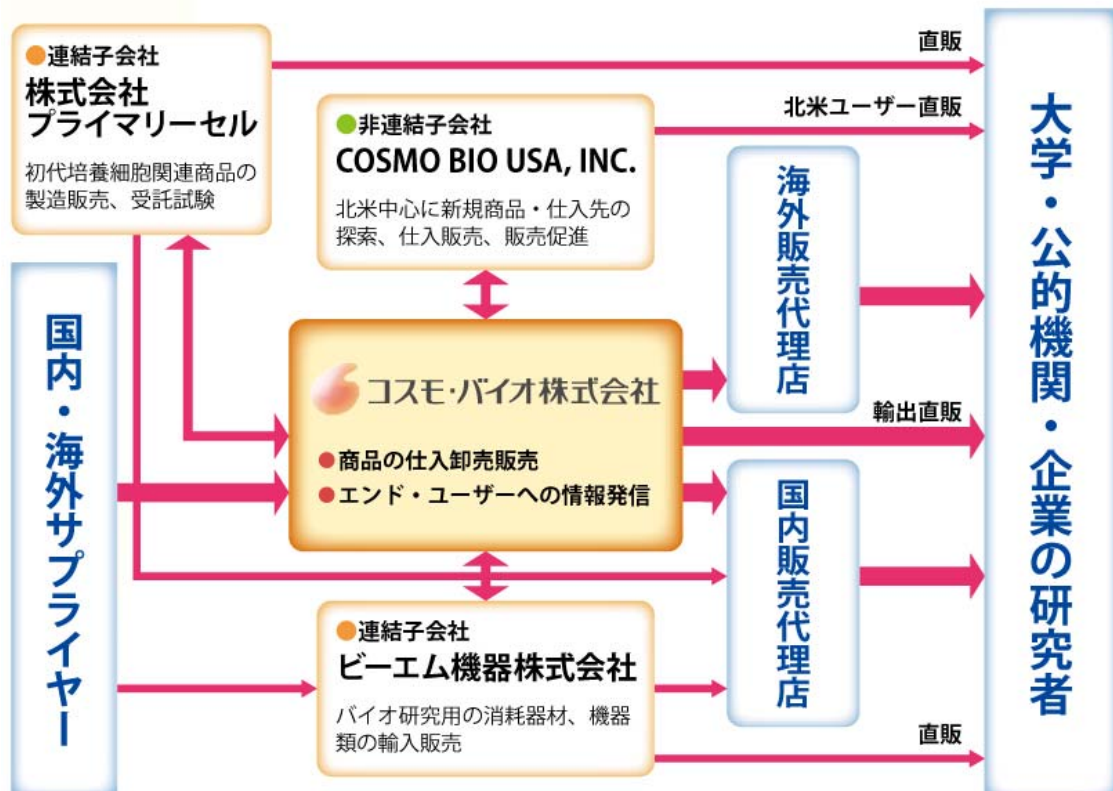 ●連結子会社
株式会社
プライマリーセル
初代培養細胞関連商品の
製造販売、受託試験
直販
●非連結子会社
COSMO BIO USA, INC.
北米中心に新規商品・仕入先の
探索、仕入販売、販売促進
北米ユーザー直販
海外販売代理店
大学・公的機関・企業の研究者
国内・海外サプライヤー
コスモ・バイオ株式会社
●商品の仕入卸売販売
●エンド・ユーザーへの情報発信
輸出直販
国内販売代理店
●連結子会社
ビーエム機器株式会社
バイオ研究用の消耗器材、機器
類の輸入販売
直販